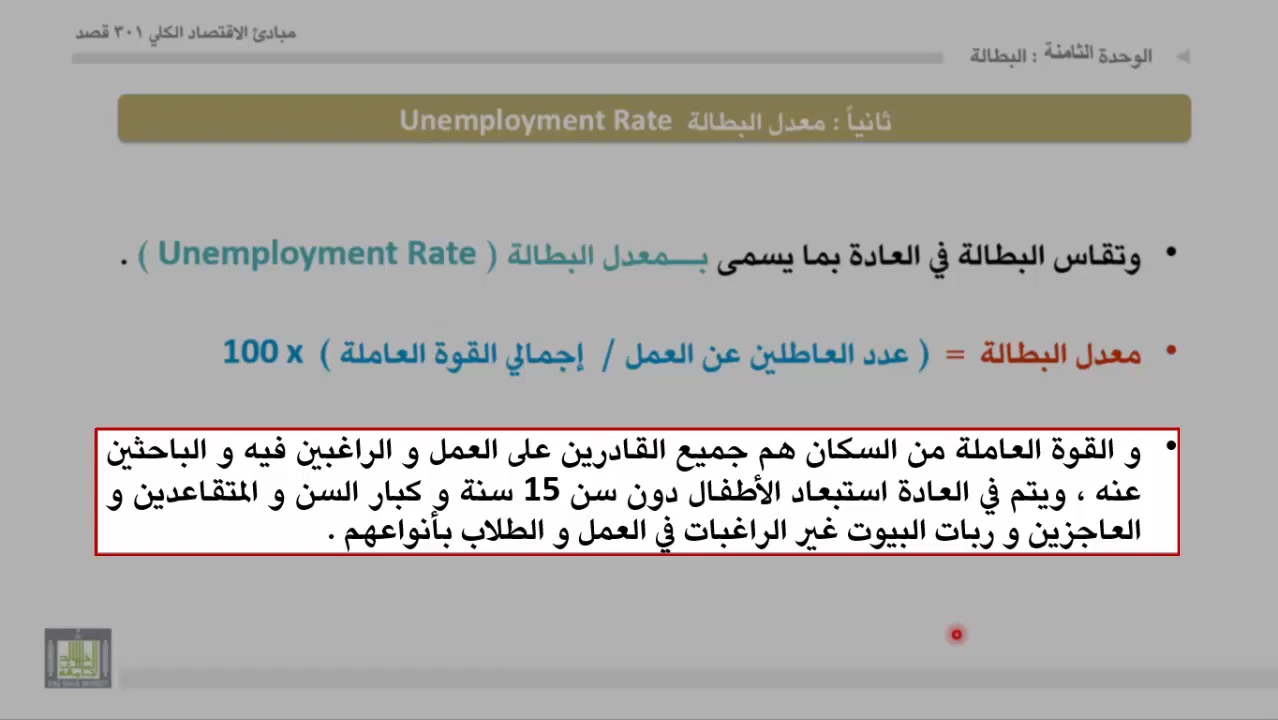 مبادئ الاقتصاد الكلي ٣٠١ قصد
الوحدة الثامنة : البطالة
ثانياً : معدل البطالة Unemployment Rate
• وتقاس البطالة في العادة بما يسمى بـــمعدل البطالة ( Unemployment Rate ) .
• معدل البطالة = ( عدد العاطلين عن العمل / إجمالي القوة العاملة ) x 100
• و القوة العاملة من السكان هم جميع القادرين على العمل و الراغبين فيه و الباحثين
عنه ، ويتم في العادة استبعاد الأطفال دون سن 15 سنة و كبار السن و المتقاعدين و
العاجزين و ربات البيوت غير الراغبات في العمل و الطلاب بأنواعهم .